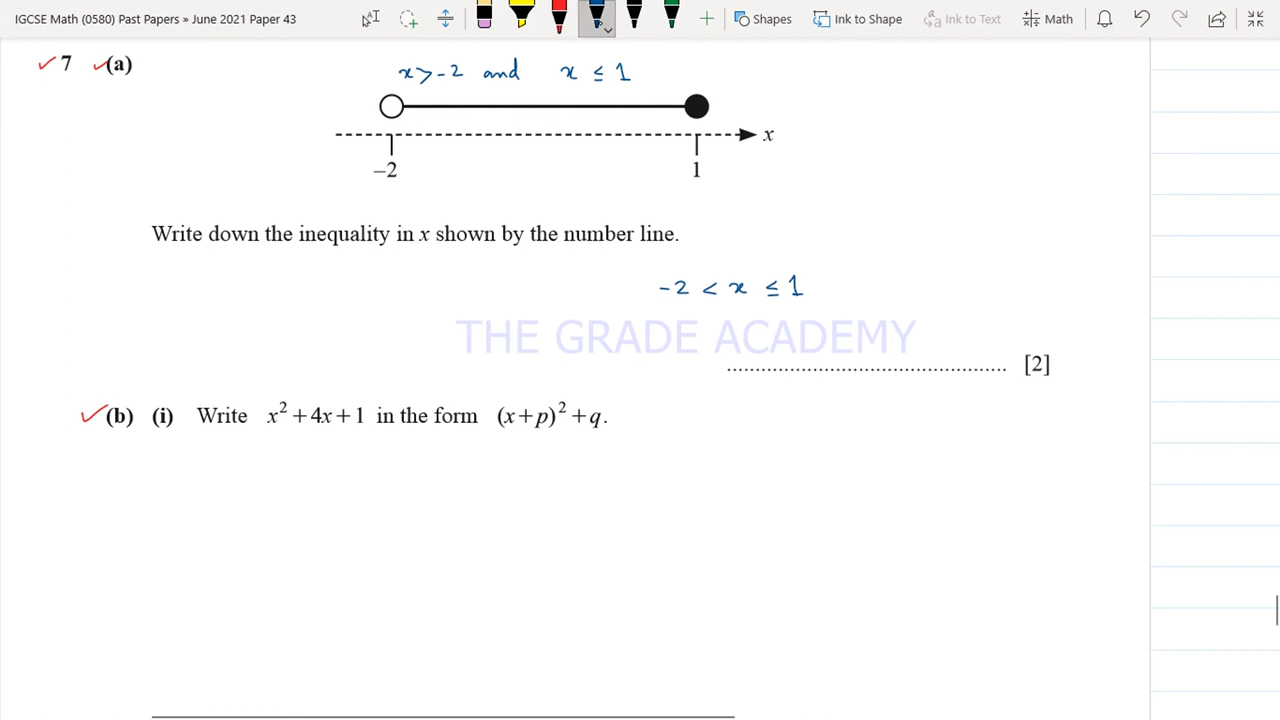 IGCSE Math (0580) Past Papers » June 2021 Paper 43
Shapes Ink to Shape Ink to Text Math
7 (a)
x > -2 and x ≤ 1
x
–2 1
Write down the inequality in x shown by the number line.
-2 < x ≤ 1
THE GRADE ACADEMY
................................................ [2]
(b) (i) Write x² + 4x + 1 in the form (x + p)² + q.